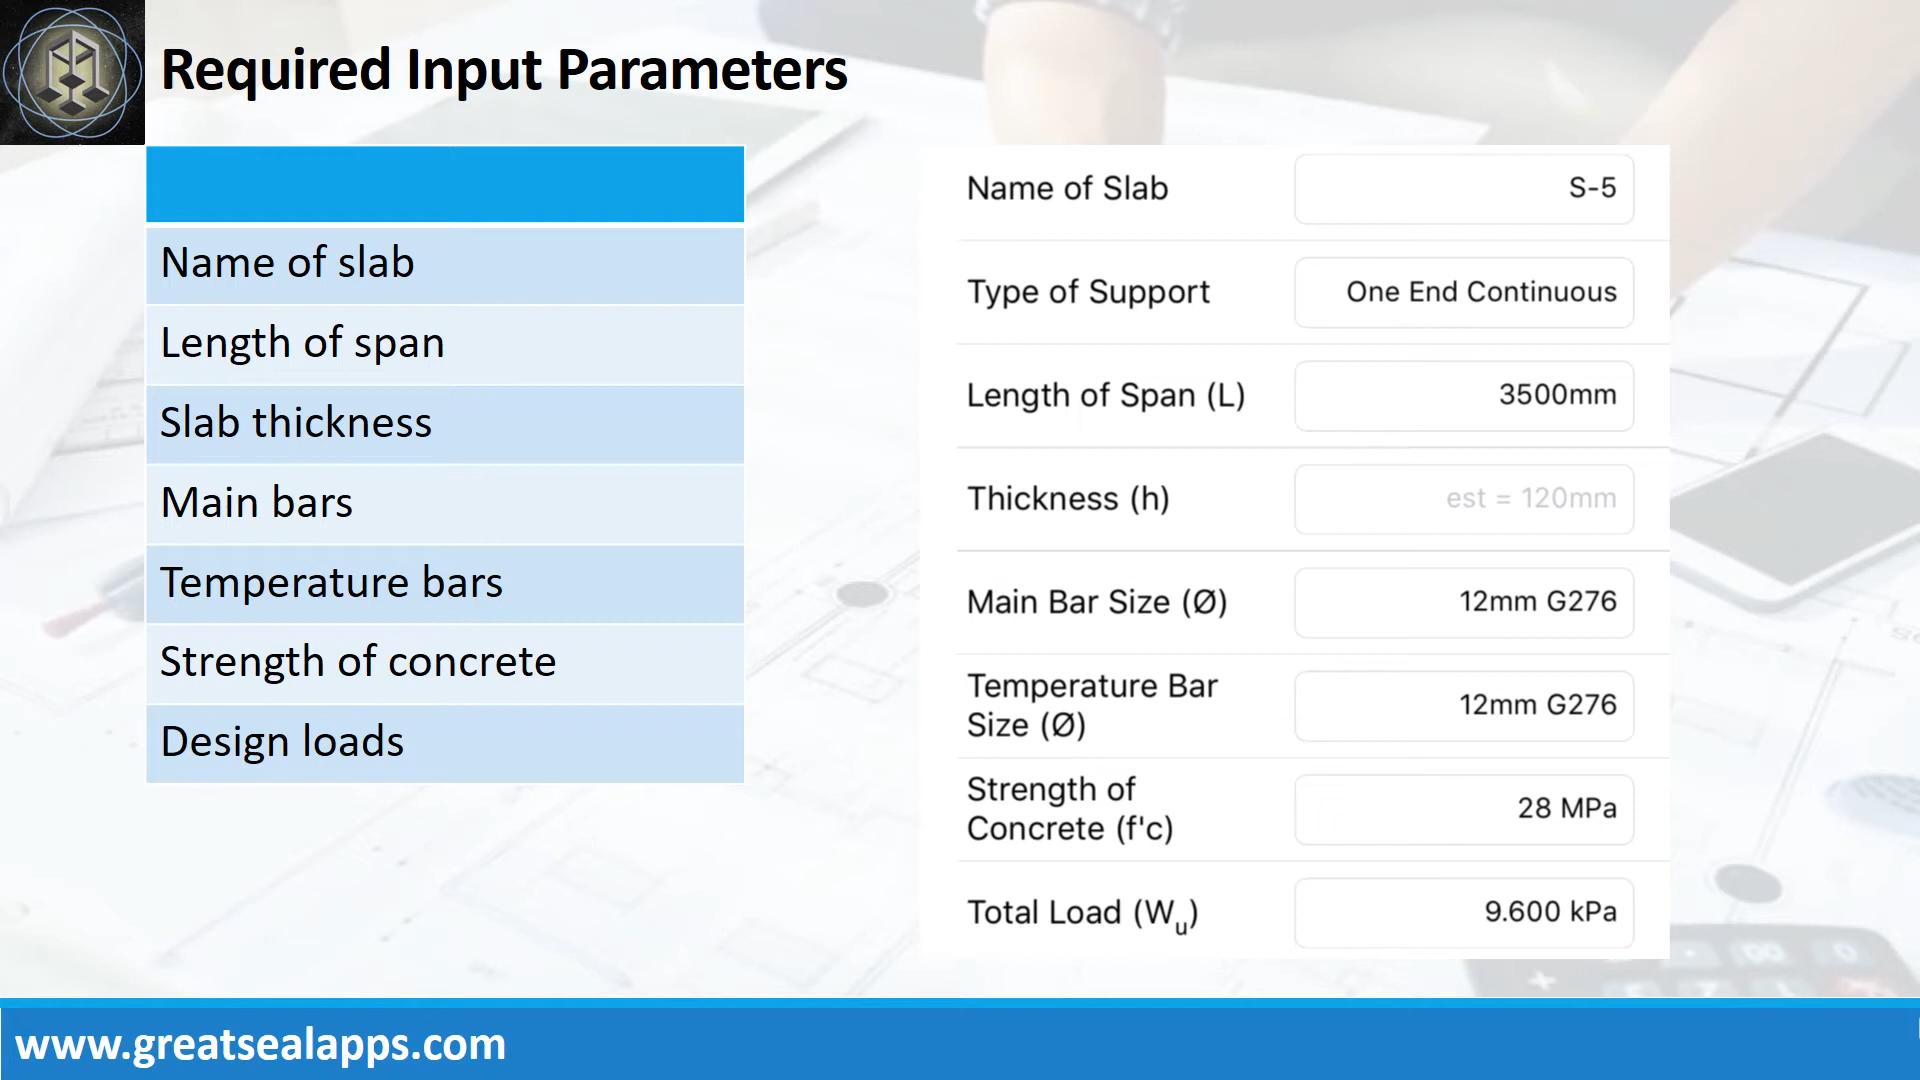 Required Input Parameters
Name of slab
Length of span
Slab thickness
Main bars
Temperature bars
Strength of concrete
Design loads
Name of Slab S-5
Type of Support One End Continuous
Length of Span (L) 3500mm
Thickness (h) est = 120mm
Main Bar Size (Ø) 12mm G276
Temperature Bar
Size (Ø) 12mm G276
Strength of
Concrete (f'c) 28 MPa
Total Load (Wu) 9.600 kPa
www.greatsealapps.com